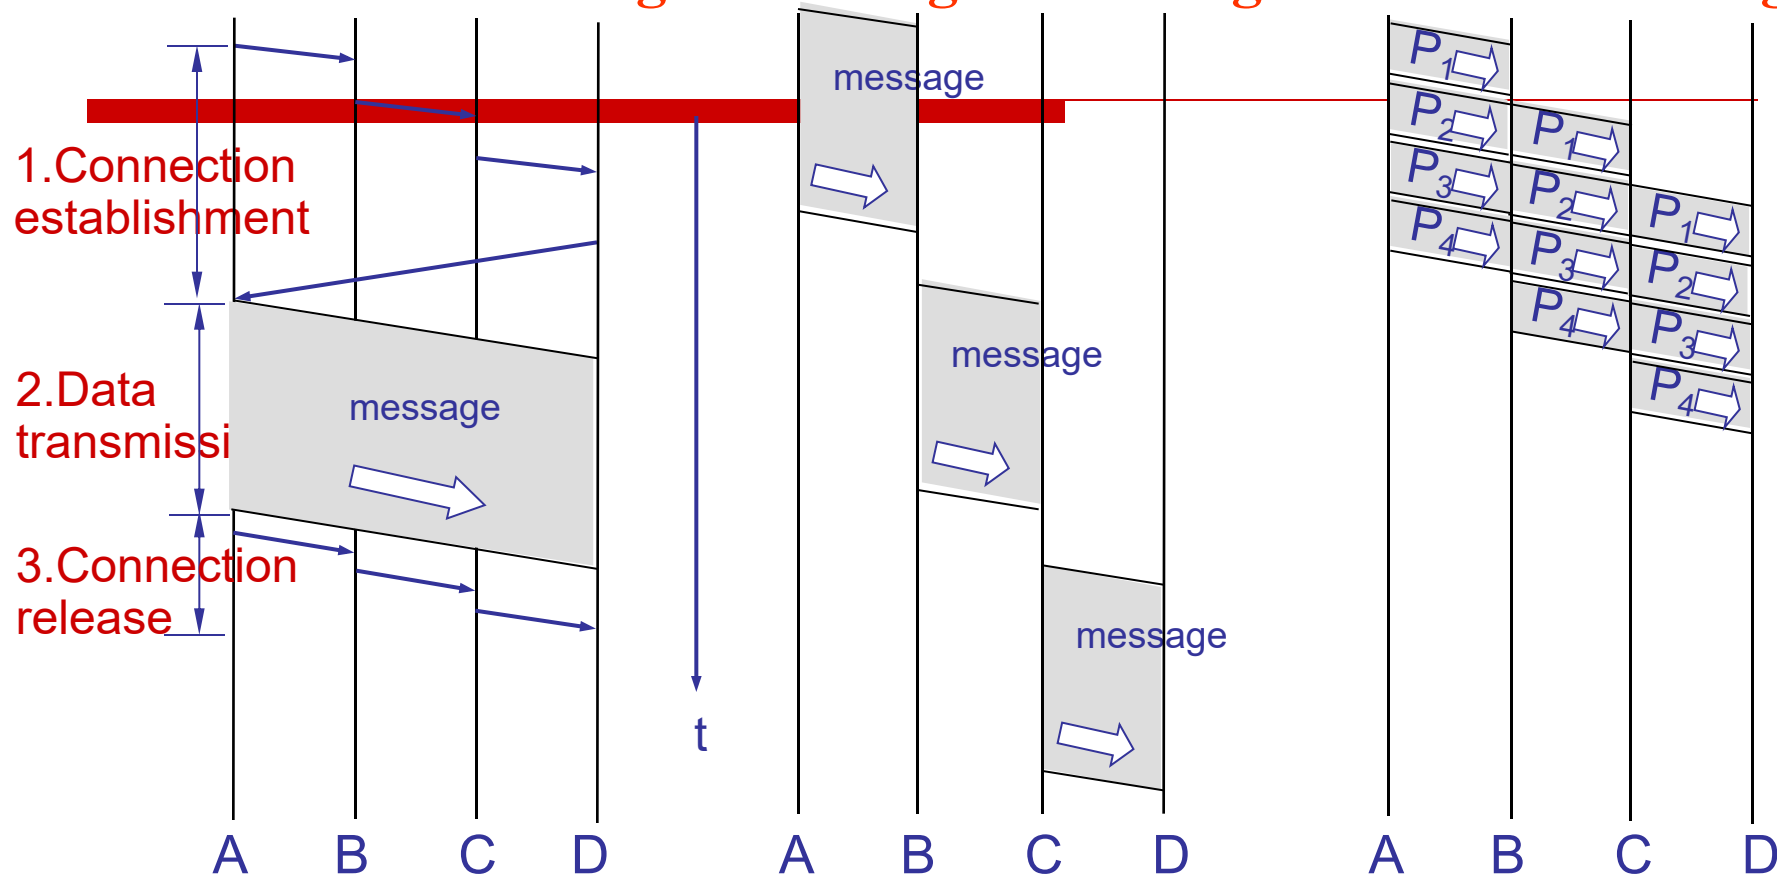 1.Connection
establishment
2.Data
transmissi
3.Connection
release
message
t
A B C D
message
message
message
A B C D
P1
P2 P1
P3 P2 P1
P4 P3 P2
P4 P3
P4
A B C D